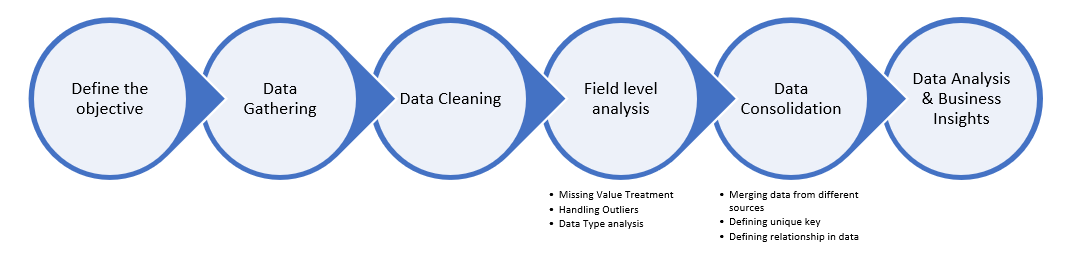 Define the
objective
Data
Gathering
Data Cleaning
Field level
analysis
Data
Consolidation
Data Analysis
& Business
Insights
• Missing Value Treatment
• Handling Outliers
• Data Type analysis
• Merging data from different
sources
• Defining unique key
• Defining relationship in data